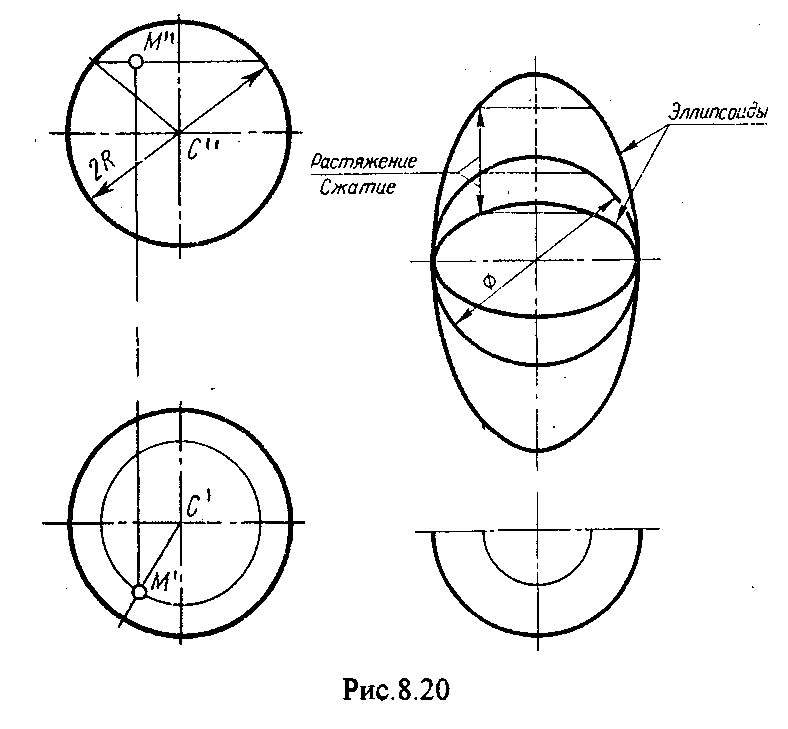 M"
C"
2R
Эллипсоиды
Растяжение
Сжатие
Ф
C'
M'
Рис.8.20